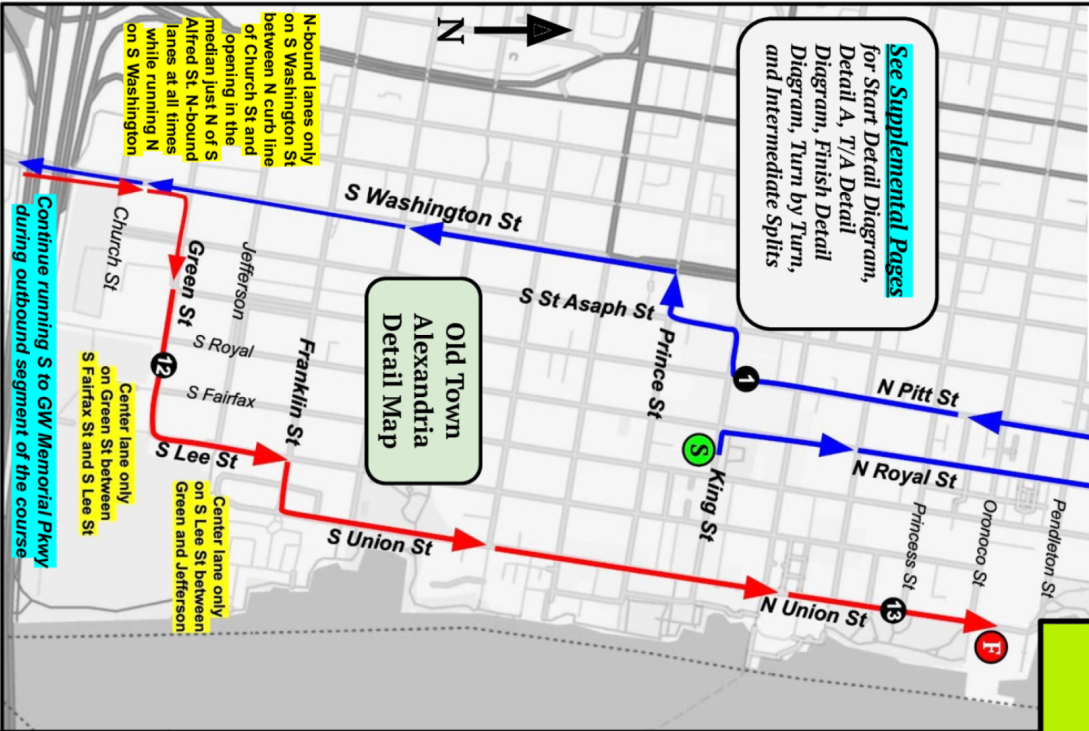 See Supplemental Pages
for Start Detail Diagram,
Detail A, T/A Detail
Diagram, Finish Detail
Diagram, Turn by Turn,
and Intermediate Splits
N
N-bound lanes only
on S Washington St
between N curb line
of Church St and
opening in the
median just N of S
Alfred St. N-bound
lanes at all times
while running N
on S Washington
S Washington St
S St Asaph St
Prince St
1
N Pitt St
S
King St
N Royal St
Princess St
Oronoco St
Pendleton St
Old Town
Alexandria
Detail Map
Church St
Green St
Jefferson
S Royal
S Fairfax
Franklin St
12
S Lee St
S Union St
N Union St
13
F
Center lane only
on Green St between
S Fairfax St and S Lee St
Center lane only
on S Lee St between
Green and Jefferson
Continue running S to GW Memorial Pkwy
during outbound segment of the course